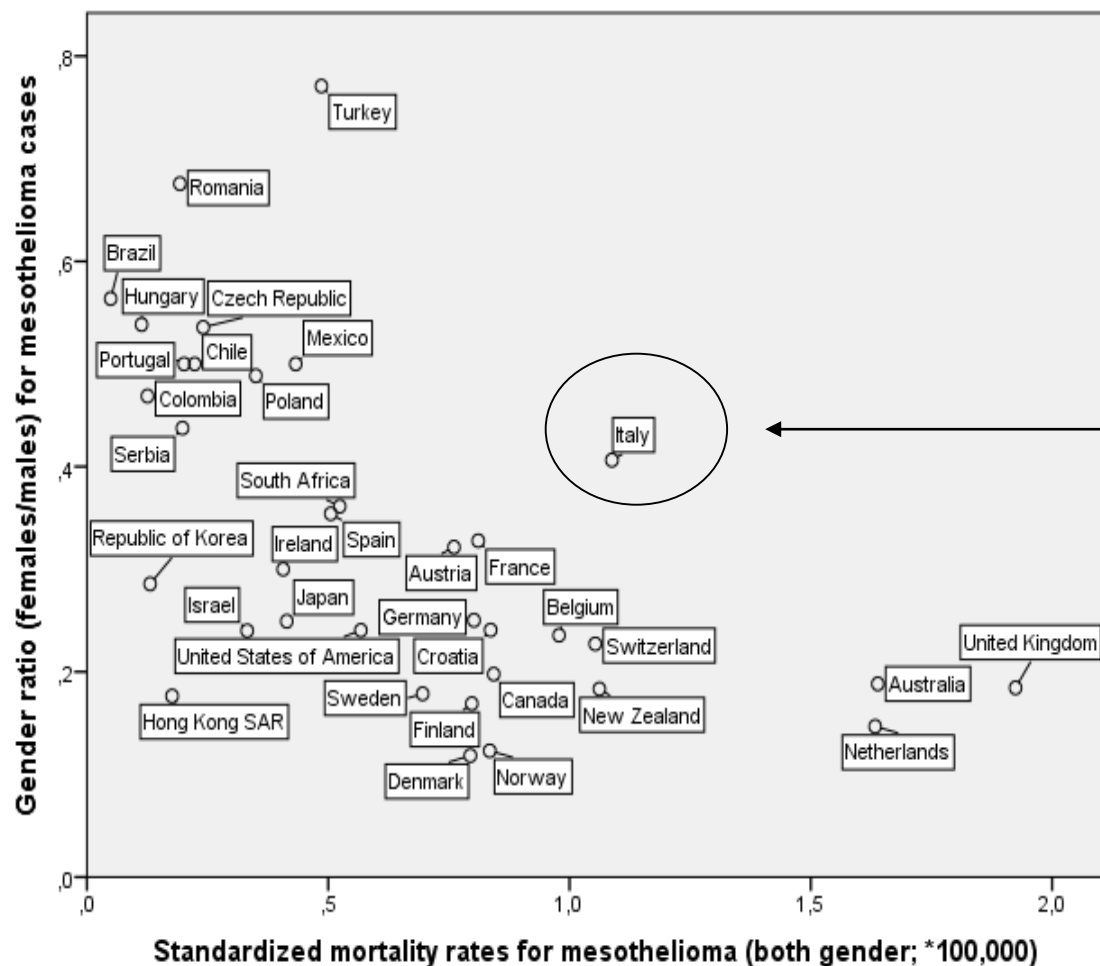 Gender ratio (females/males) for mesothelioma cases
,8
,6
,4
,2
,0
Turkey
Romania
Brazil
Hungary
Czech Republic
Mexico
Portugal
Chile
Colombia
Poland
Serbia
Italy
South Africa
Spain
Republic of Korea
Ireland
Austria
France
Israel
Japan
Germany
Belgium
United States of America
Croatia
Switzerland
United Kingdom
Sweden
Canada
Australia
Hong Kong SAR
Finland
New Zealand
Netherlands
Denmark
Norway
,0
,5
1,0
1,5
2,0
Standardized mortality rates for mesothelioma (both gender; *100,000)